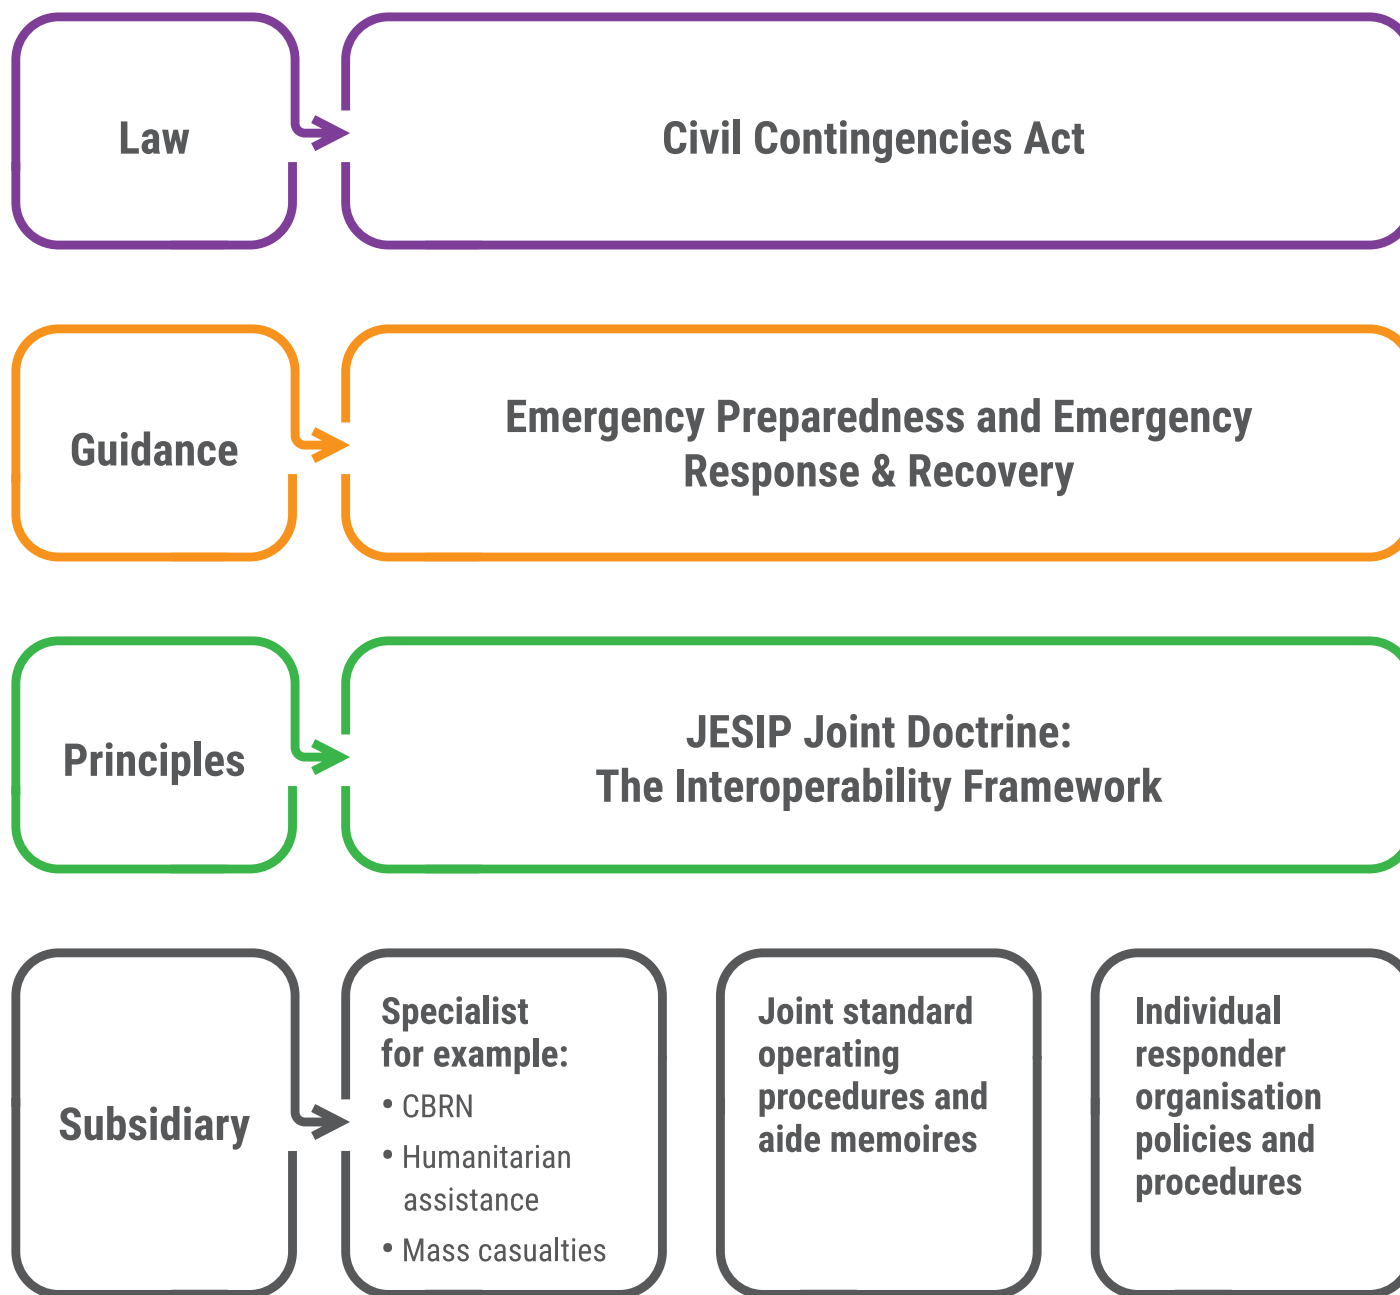 Law
Civil Contingencies Act
Guidance
Emergency Preparedness and Emergency
Response & Recovery
Principles
JESIP Joint Doctrine:
The Interoperability Framework
Subsidiary
Specialist
for example:
• CBRN
• Humanitarian
assistance
• Mass casualties
Joint standard
operating
procedures and
aide memoires
Individual
responder
organisation
policies and
procedures